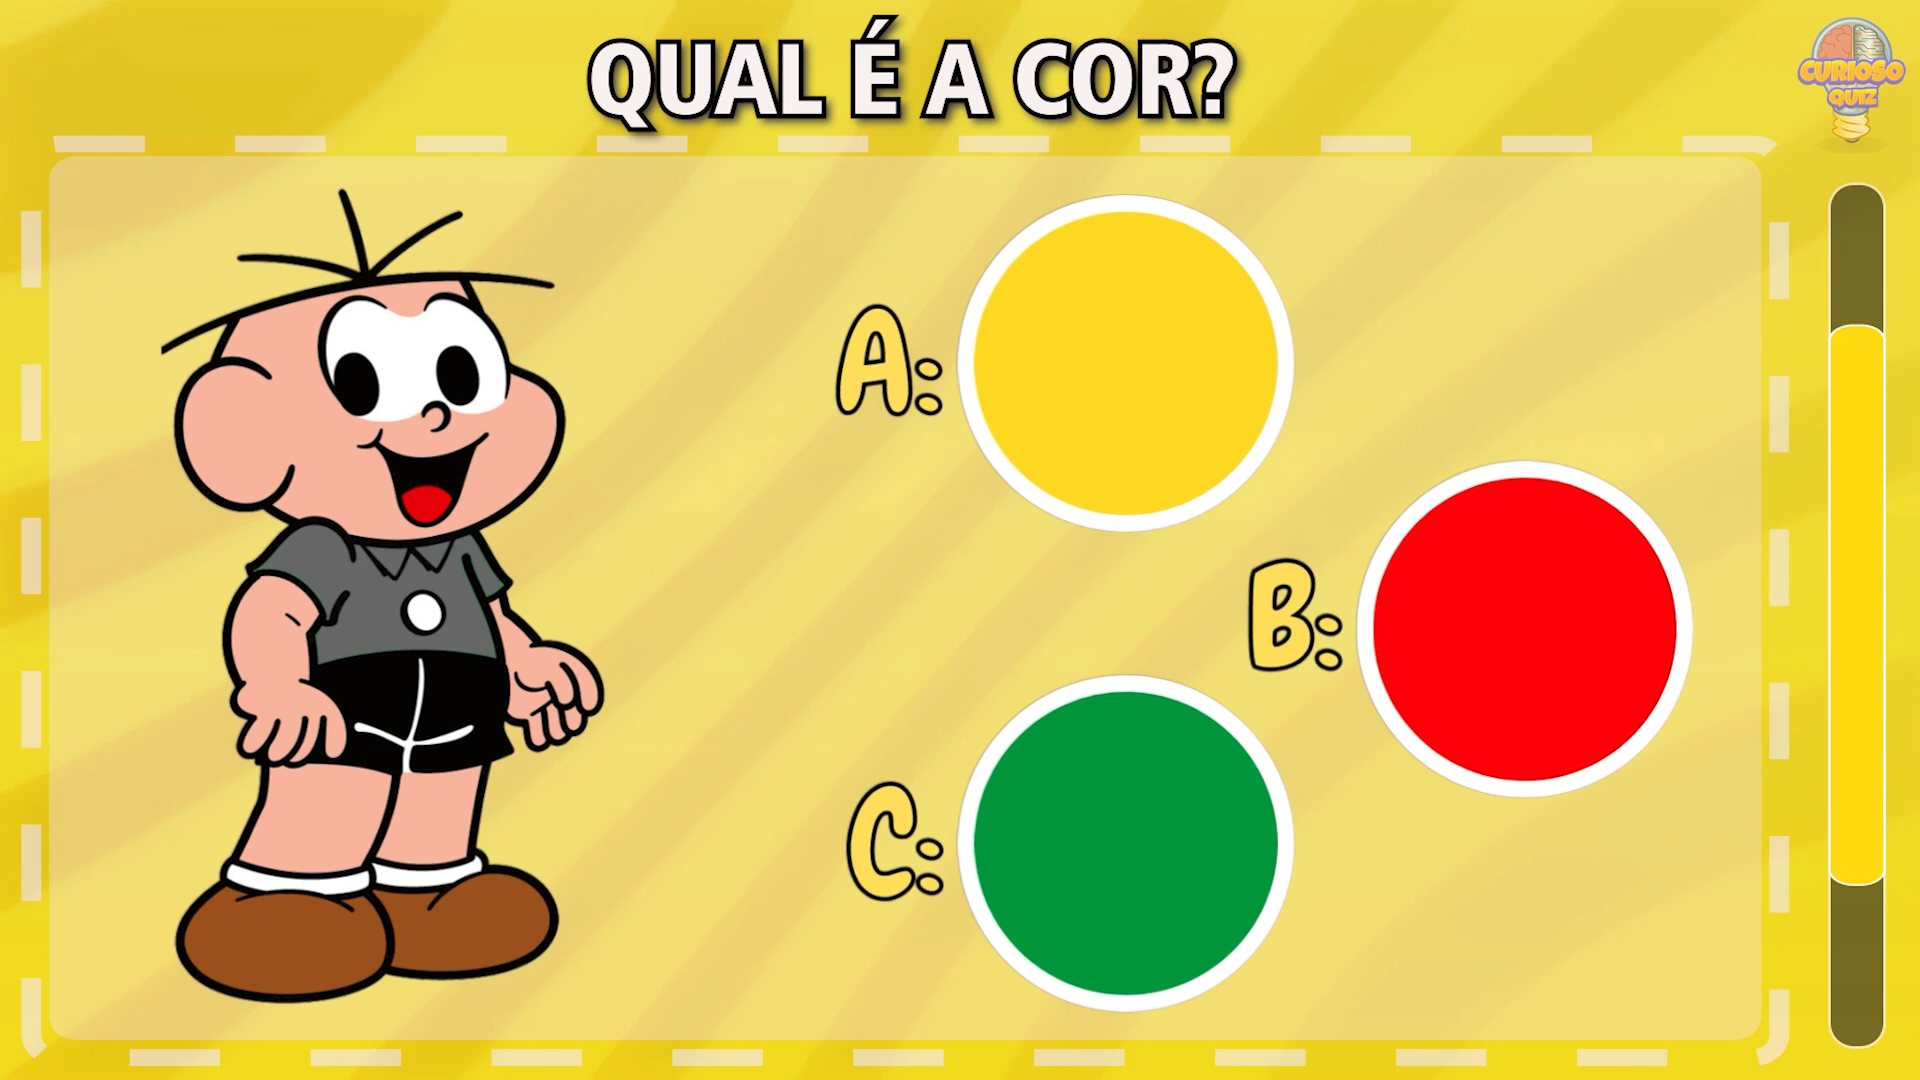 QUAL É A COR?
CURIOSO
QUIZ
A:
B:
C: